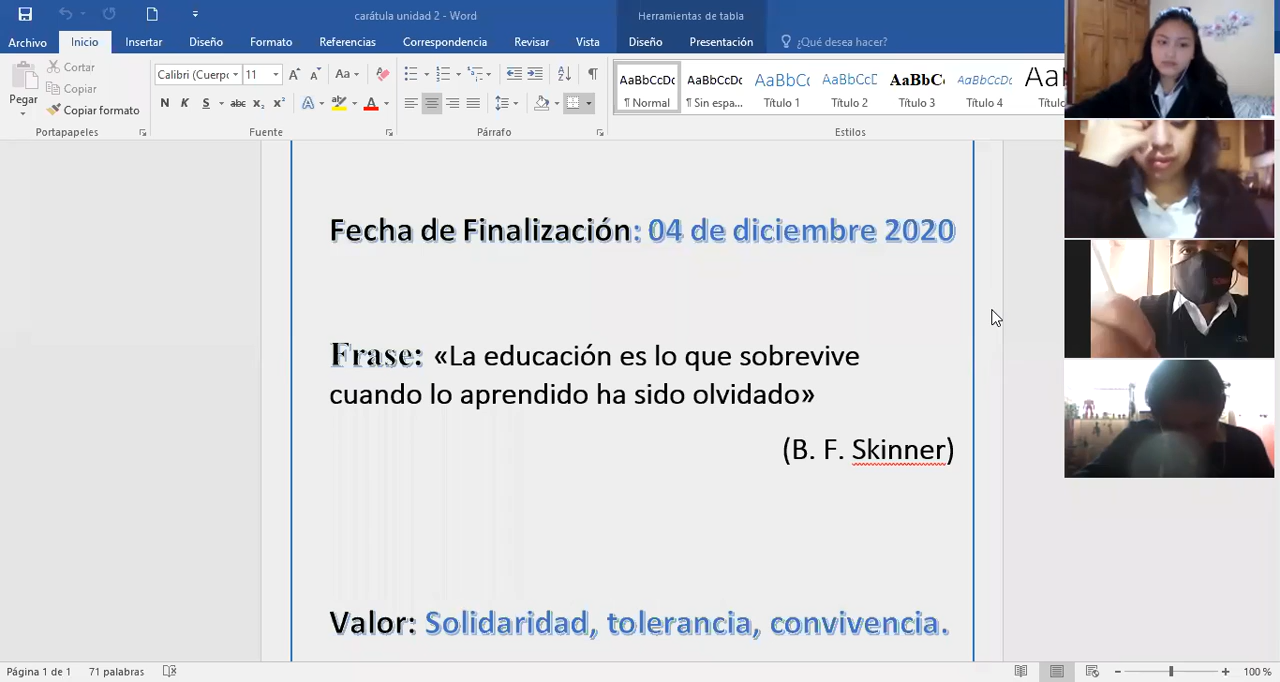 carátula unidad 2 - Word
Herramientas de tabla
Archivo Inicio Insertar Diseño Formato Referencias Correspondencia Revisar Vista Diseño Presentación ¿Qué desea hacer?
Pegar
Cortar
Copiar
Copiar formato
Portapapeles
Calibri (Cuerpo 11
Fuente
Párrafo
AaBbCcDc AaBbCcDc AaBbCc AaBbCcD AaBbC AaBbCcDc Aa
¶ Normal ¶ Sin espa... Título 1 Título 2 Título 3 Título 4 Título
Estilos
Fecha de Finalización: 04 de diciembre 2020
Frase: «La educación es lo que sobrevive
cuando lo aprendido ha sido olvidado»
(B. F. Skinner)
Valor: Solidaridad, tolerancia, convivencia.
Página 1 de 1 71 palabras 100 %